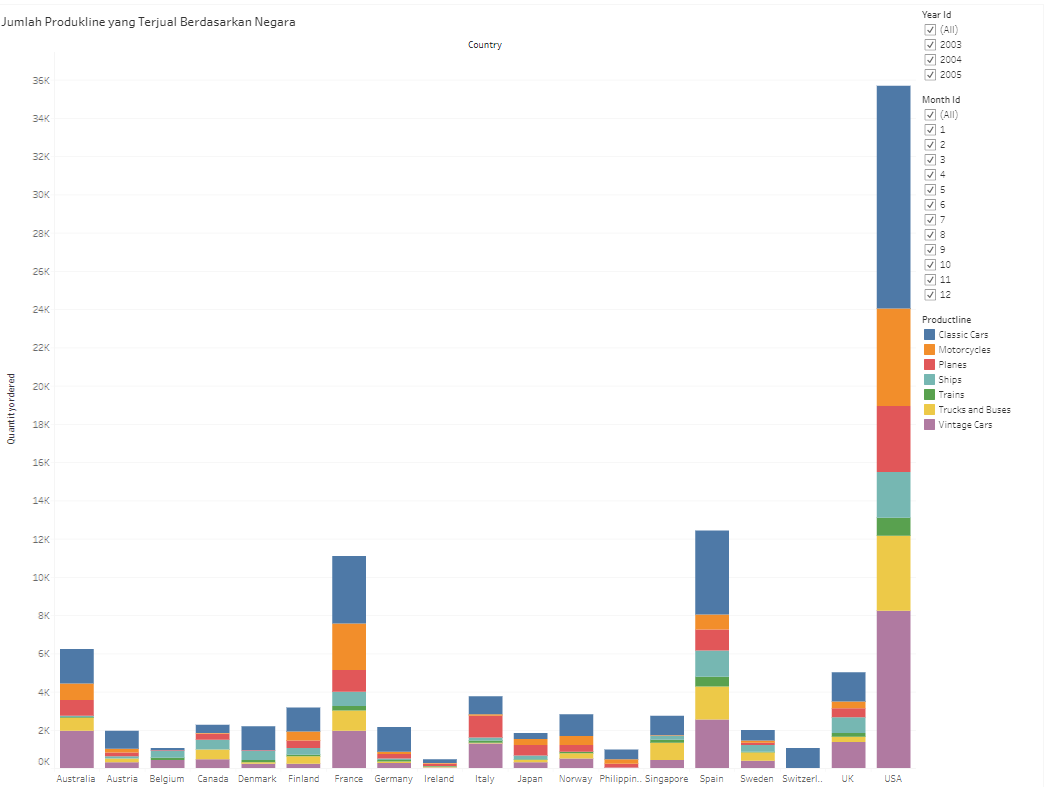 Jumlah Produkline yang Terjual Berdasarkan Negara
Country
Quantityordered
36K
34K
32K
30K
28K
26K
24K
22K
20K
18K
16K
14K
12K
10K
8K
6K
4K
2K
0K
Australia Austria Belgium Canada Denmark Finland France Germany Ireland Italy Japan Norway Philippin.. Singapore Spain Sweden Switzerl.. UK USA
Year Id
(All)
2003
2004
2005
Month Id
(All)
1
2
3
4
5
6
7
8
9
10
11
12
Productline
Classic Cars
Motorcycles
Planes
Ships
Trains
Trucks and Buses
Vintage Cars